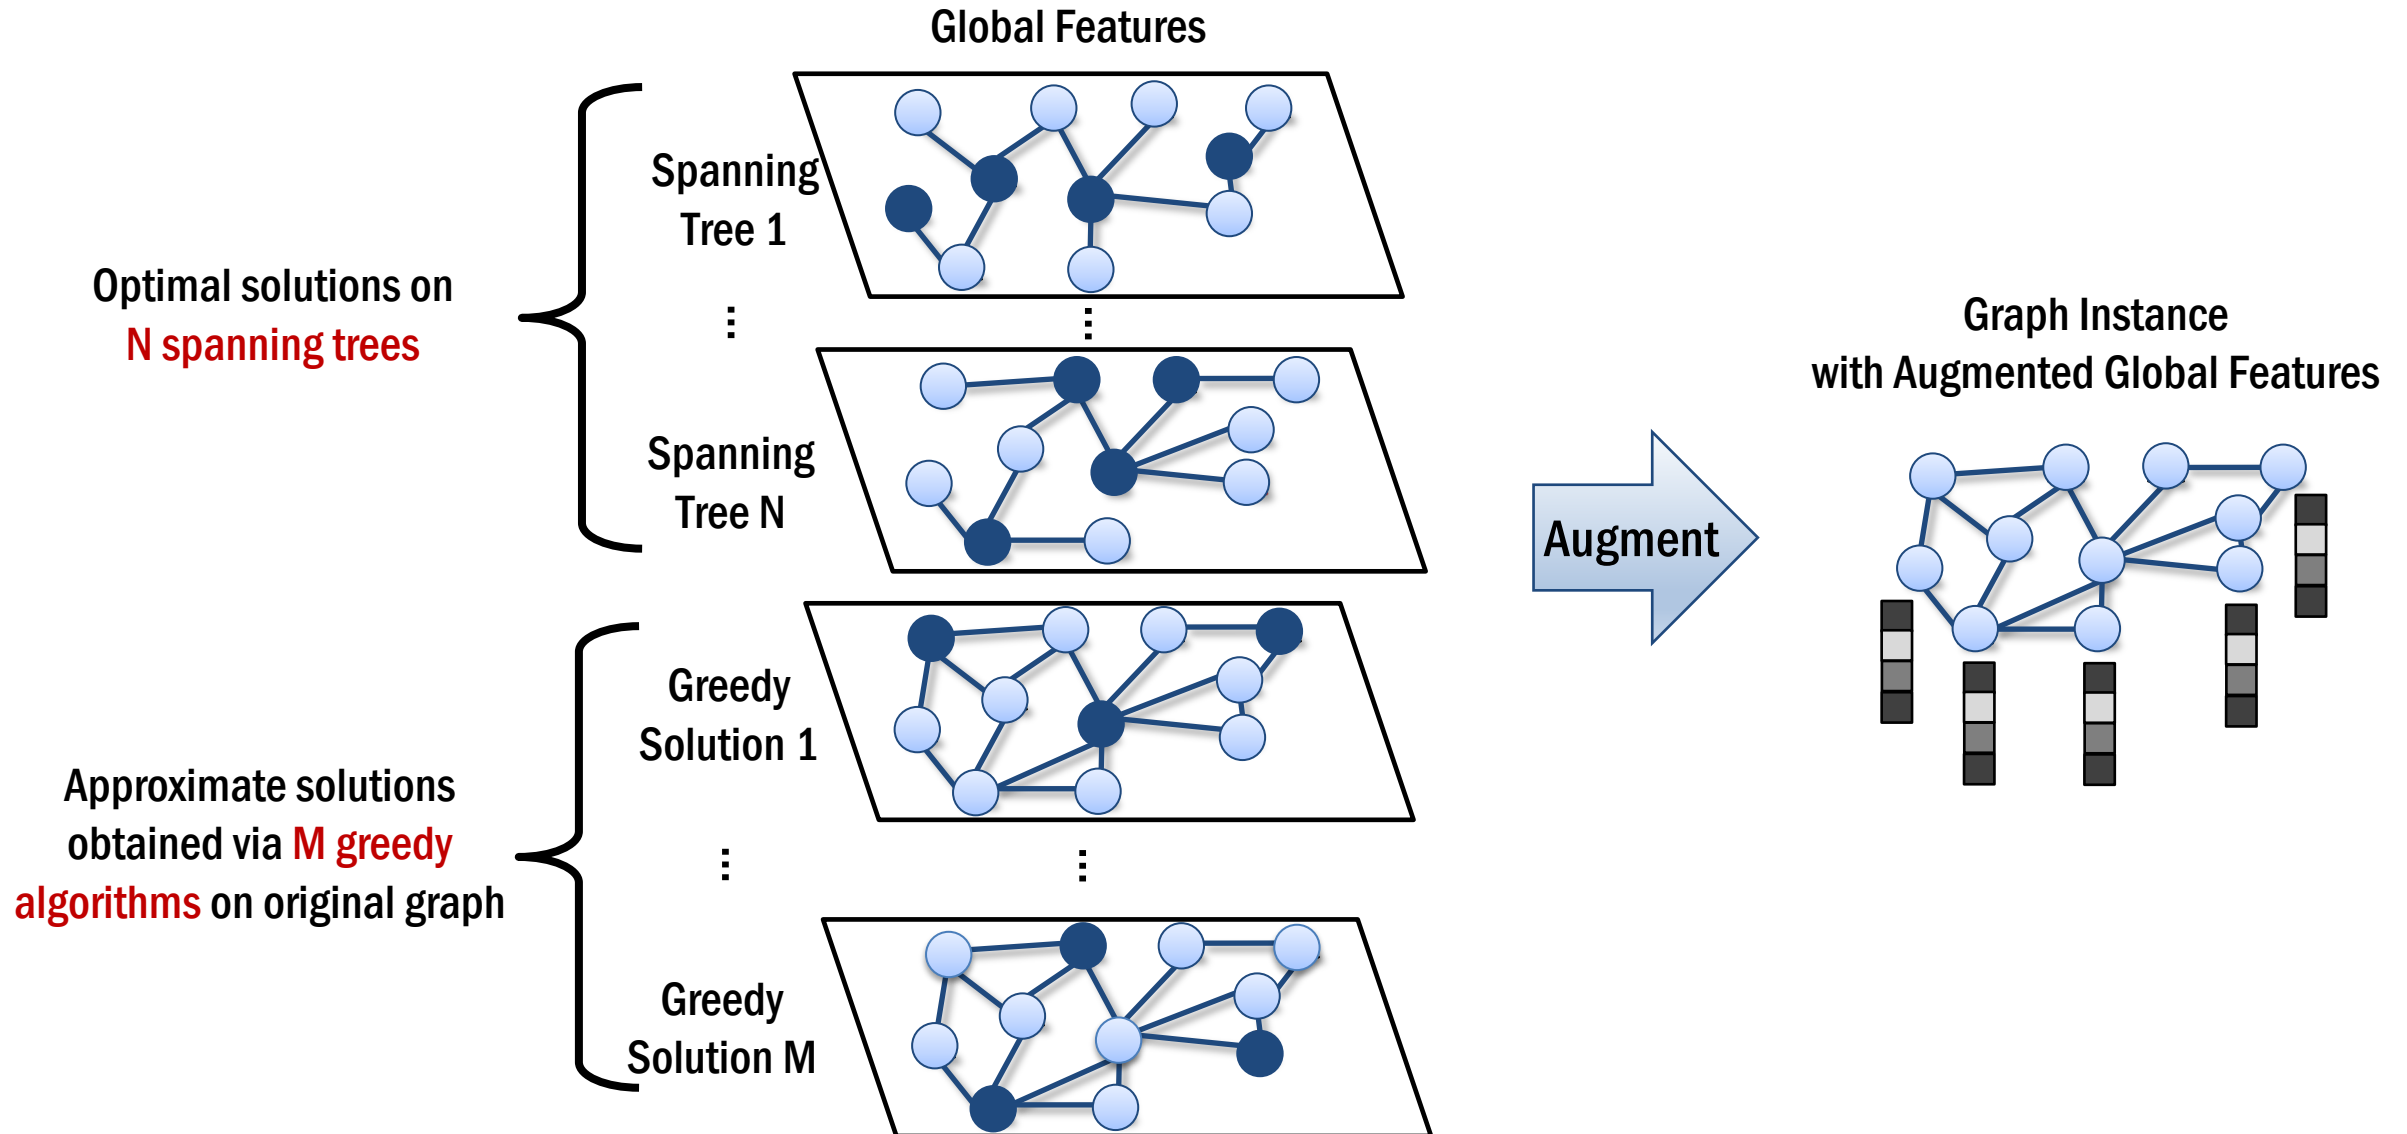 Global Features
Spanning
Tree 1
Optimal solutions on
N spanning trees
⋮
⋮
Spanning
Tree N
Greedy
Solution 1
Approximate solutions
obtained via M greedy
algorithms on original graph
⋮
⋮
Greedy
Solution M
Augment
Graph Instance
with Augmented Global Features